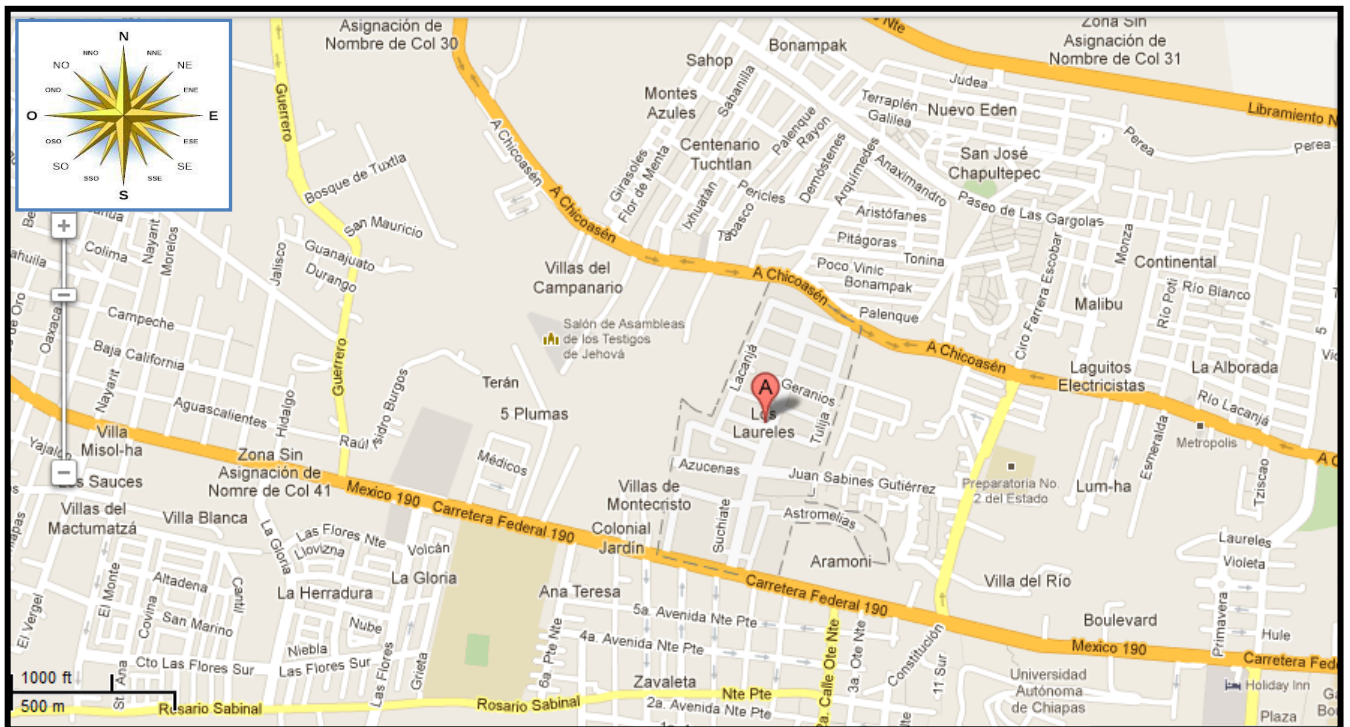 N
NNO
NNE
NO
NE
OND
ENE
O
E
OSO
ESE
SO
SE
SSO
SSE
S
Asignación de
Nombre de Col 30
Guerrero
A Chicoasén
Sahop
Bonampak
Zona Sin
Asignación de
Nombre de Col 31
Montes
Azules
Sabanilla
Judea
Terraplén
Galilea
Nuevo Eden
Libramiento N
Perea
Perea
Palenque
Rayon
Centenario
Tuchtlan
San José
Chapultepec
Girasoles
Flor de Menta
A Chicoasén
Ixhuatán
Tabasco
Pericles
Demóstenes
Arquímedes
Anaximandro
Aristófanes
Paseo de Las Gargolas
Pitágoras
Tonina
Poco Vinic
Bonampak
Palenque
Bosque de Tuxtla
San Mauricio
Guanajuato
Durango
Jalisco
Colima
Nayarit
Morelos
Campeche
Oaxaca
Baja California
Nayarit
Aguascalientes
Hidalgo
Guerrero
Villas del
Campanario
Salón de Asambleas
de los Testigos
de Jehová
A Chicoasén
Ciro Farrera Escobar
Monza
Continental
Río Poti
Río Blanco
Malibu
A Chicoasén
Laguitos
Electricistas
La Alborada
Río Lacanjá
Metropolis
Esmeralda
Tziscao
Lacanjá
A
Geranios
Los
Laureles
Tulija
Terán
5 Plumas
Raúl
Isidro Burgos
Médicos
Villa
Misol-ha
Zona Sin
Asignación de
Nomre de Col 41
Sauces
Villas del
Mactumatzá
Villa Blanca
Mexico 190
Carretera Federal 190
Azucenas
Juan Sabines Gutiérrez
Villas de
Montecristo
Suchiate
Astromelias
Colonial
Jardín
Aramoni
Preparatoria No.
2 del Estado
Lum-ha
Laureles
Violeta
Villa del Río
Boulevard
Primavera
Hule
La Gloria
Las Flores Nte
Llovizna
Volcán
La Gloria
La Herradura
Altadena
Cantil
El Monte
Covina
San Marino
El Vergel
Nube
Niebla
Las Flores Sur
Cto Las Flores Sur
Las Flores
Grieta
St. Ana
Ana Teresa
Carretera Federal 190
5a. Avenida Nte Pte
4a. Avenida Nte Pte
6a. Pte Nte
Zavaleta
Nte Pte
2a. Avenida Nte Pte
2a. Calle Ote Nte
3a. Ote Nte
Constitución
11 Sur
Mexico 190
Carretera Fed
Universidad
Autónoma
de Chiapas
Holiday Inn
Plaza
Rosario Sabinal
Rosario Sabinal
1000 ft
500 m